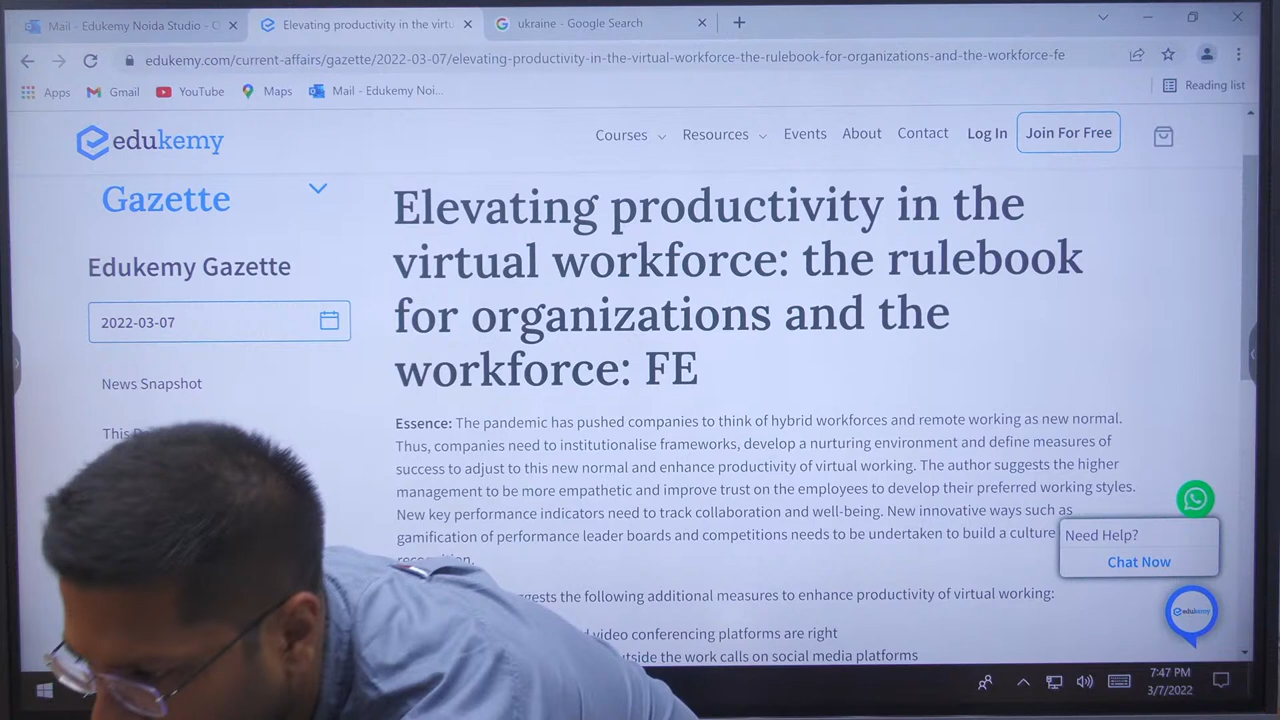 Mail - Edukemy Noida Studio - O
Elevating productivity in the virtu
ukraine - Google Search
edukemy.com/current-affairs/gazette/2022-03-07/elevating-productivity-in-the-virtual-workforce-the-rulebook-for-organizations-and-the-workforce-fe
Apps
Gmail
YouTube
Maps
Mail - Edukemy Noi...
Reading list
edukemy
Courses
Resources
Events
About
Contact
Log In
Join For Free
Gazette
Edukemy Gazette
2022-03-07
News Snapshot
This
Elevating productivity in the
virtual workforce: the rulebook
for organizations and the
workforce: FE
Essence: The pandemic has pushed companies to think of hybrid workforces and remote working as new normal.
Thus, companies need to institutionalise frameworks, develop a nurturing environment and define measures of
success to adjust to this new normal and enhance productivity of virtual working. The author suggests the higher
management to be more empathetic and improve trust on the employees to develop their preferred working styles.
New key performance indicators need to track collaboration and well-being. New innovative ways such as
gamification of performance leader boards and competitions needs to be undertaken to build a culture
the following additional measures to enhance productivity of virtual working:
video conferencing platforms are right
the work calls on social media platforms
Need Help?
Chat Now
edukemy
7:47 PM
3/7/2022